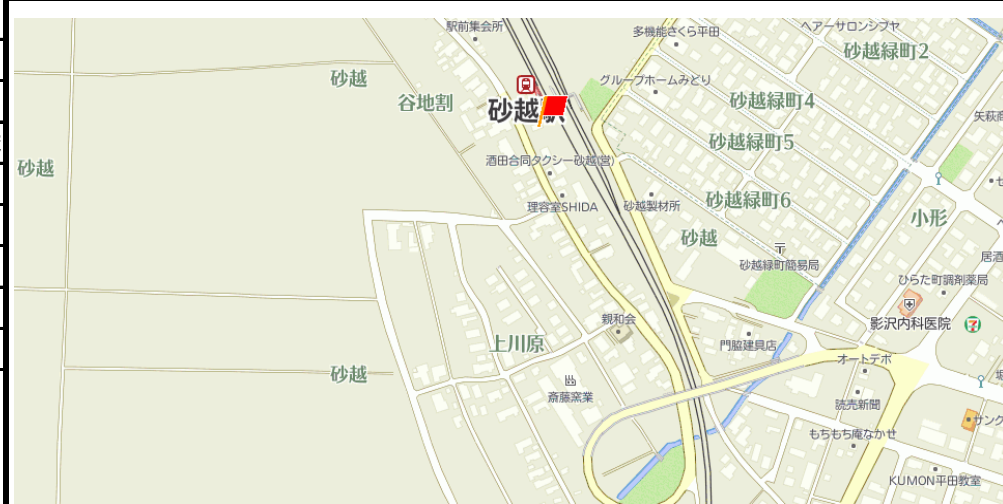 駅前集会所
多機能さくら平田
ヘアーサロンシブヤ
砂越緑町2
砂越
谷地割
グループホームみどり
砂越緑町4
砂越駅
砂越緑町5
砂越
酒田合同タクシー砂越(営)
理容室SHIDA
砂越製材所
砂越緑町6
小形
砂越
〒
砂越緑町簡易局
ひらた町調剤薬局
影沢内科医院
親和会
上川原
門脇建具店
オートデポ
砂越
斎藤窯業
読売新聞
サンク
もちもち庵なかせ
KUMON平田教室